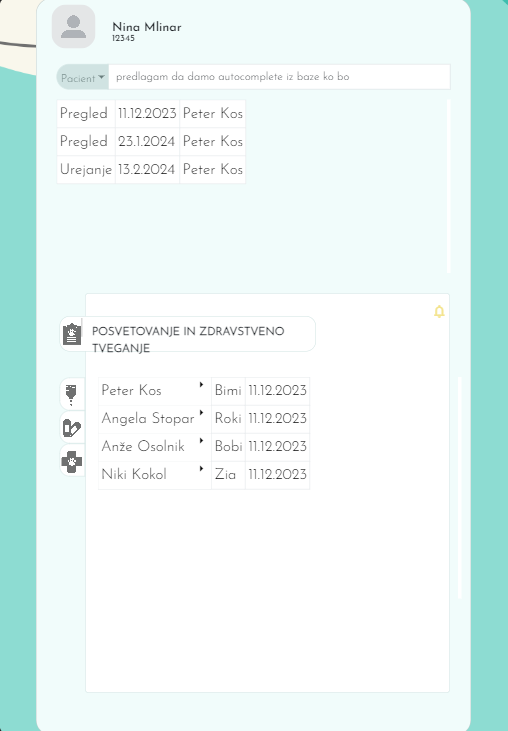 Nina Mlinar
12345
Pacient predlagam da damo autocomplete iz baze ko bo
Pregled 11.12.2023 Peter Kos
Pregled 23.1.2024 Peter Kos
Urejanje 13.2.2024 Peter Kos
POSVETOVANJE IN ZDRAVSTVENO
TVEGANJE
Peter Kos Bimi 11.12.2023
Angela Stopar Roki 11.12.2023
Anže Osolnik Bobi 11.12.2023
Niki Kokol Zia 11.12.2023